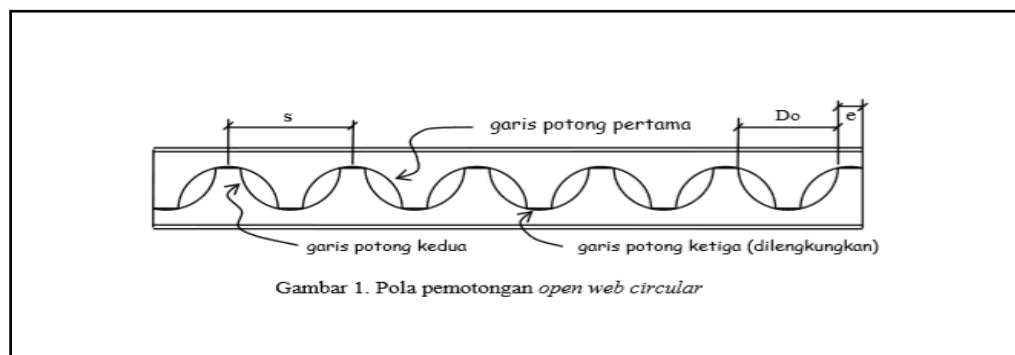 s
Do
e
garis potong pertama
garis potong kedua
garis potong ketiga (dilengkungkan)
Gambar 1. Pola pemotongan open web circular